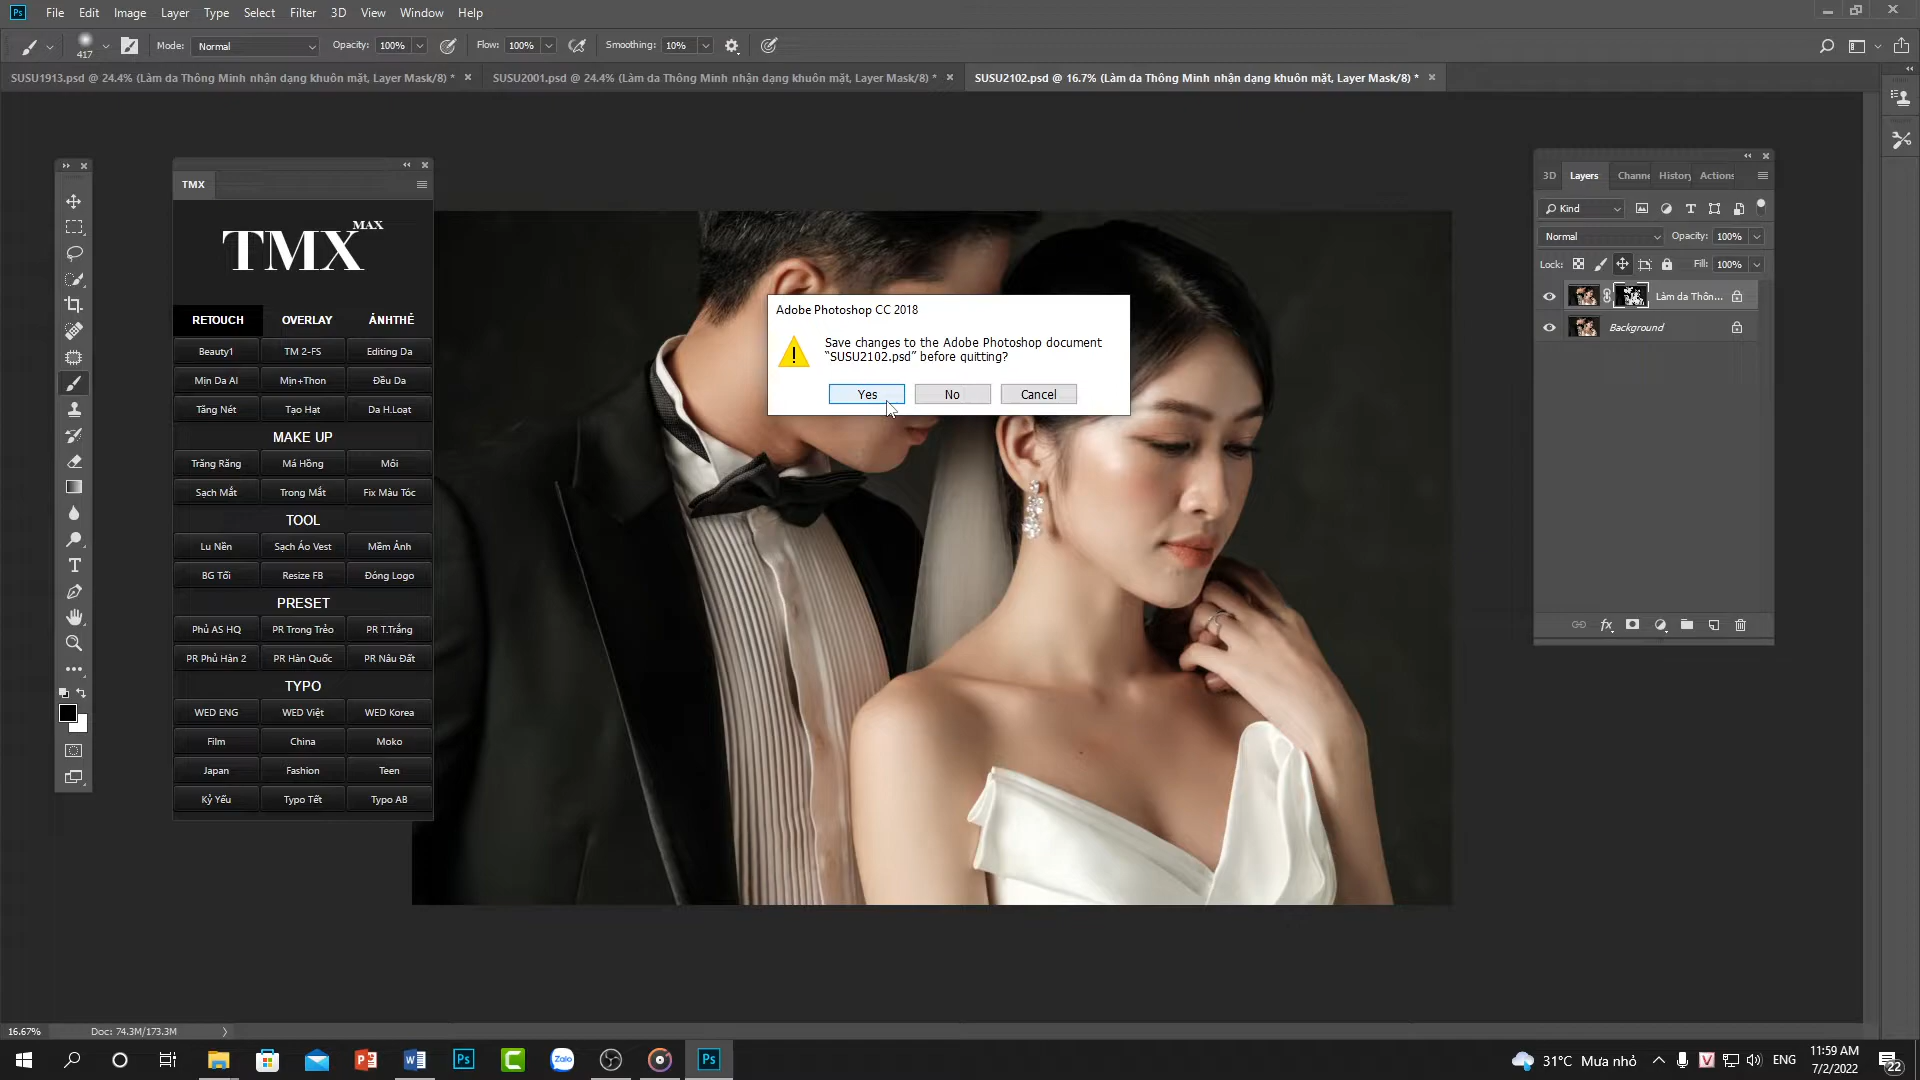 Ps File Edit Image Layer Type Select Filter 3D View Window Help
417 Mode: Normal Opacity: 100% Flow: 100% Smoothing: 10%
SUSU1913.psd @ 24.4% (Làm da Thông Minh nhận dạng khuôn mặt, Layer Mask/8) *
SUSU2001.psd @ 24.4% (Làm da Thông Minh nhận dạng khuôn mặt, Layer Mask/8) *
SUSU2102.psd @ 16.7% (Làm da Thông Minh nhận dạng khuôn mặt, Layer Mask/8) *
TMX
TMX MAX
RETOUCH OVERLAY ẢNHTHẺ
Beauty1 TM 2-FS Editing Da
Mịn Da AI Mịn+Thon Đều Da
Tăng Nét Tạo Hạt Da H.Loạt
MAKE UP
Trắng Răng Má Hồng Môi
Sạch Mắt Trong Mắt Fix Màu Tóc
TOOL
Lu Nền Sạch Áo Vest Mềm Ảnh
BG Tối Resize FB Đóng Logo
PRESET
Phủ AS HQ PR Trong Trẻo PR T.Trắng
PR Phủ Hàn 2 PR Hàn Quốc PR Nâu Đất
TYPO
WED ENG WED Việt WED Korea
Film China Moko
Japan Fashion Teen
Kỷ Yếu Typo Tết Typo AB
Adobe Photoshop CC 2018
Save changes to the Adobe Photoshop document
“SUSU2102.psd” before quitting?
Yes No Cancel
3D Layers Channe History Actions
Kind
Normal Opacity: 100%
Lock: Fill: 100%
Làm da Thôn...
Background
16.67% Doc: 74.3M/173.3M
31°C Mưa nhỏ ENG
11:59 AM
7/2/2022
22